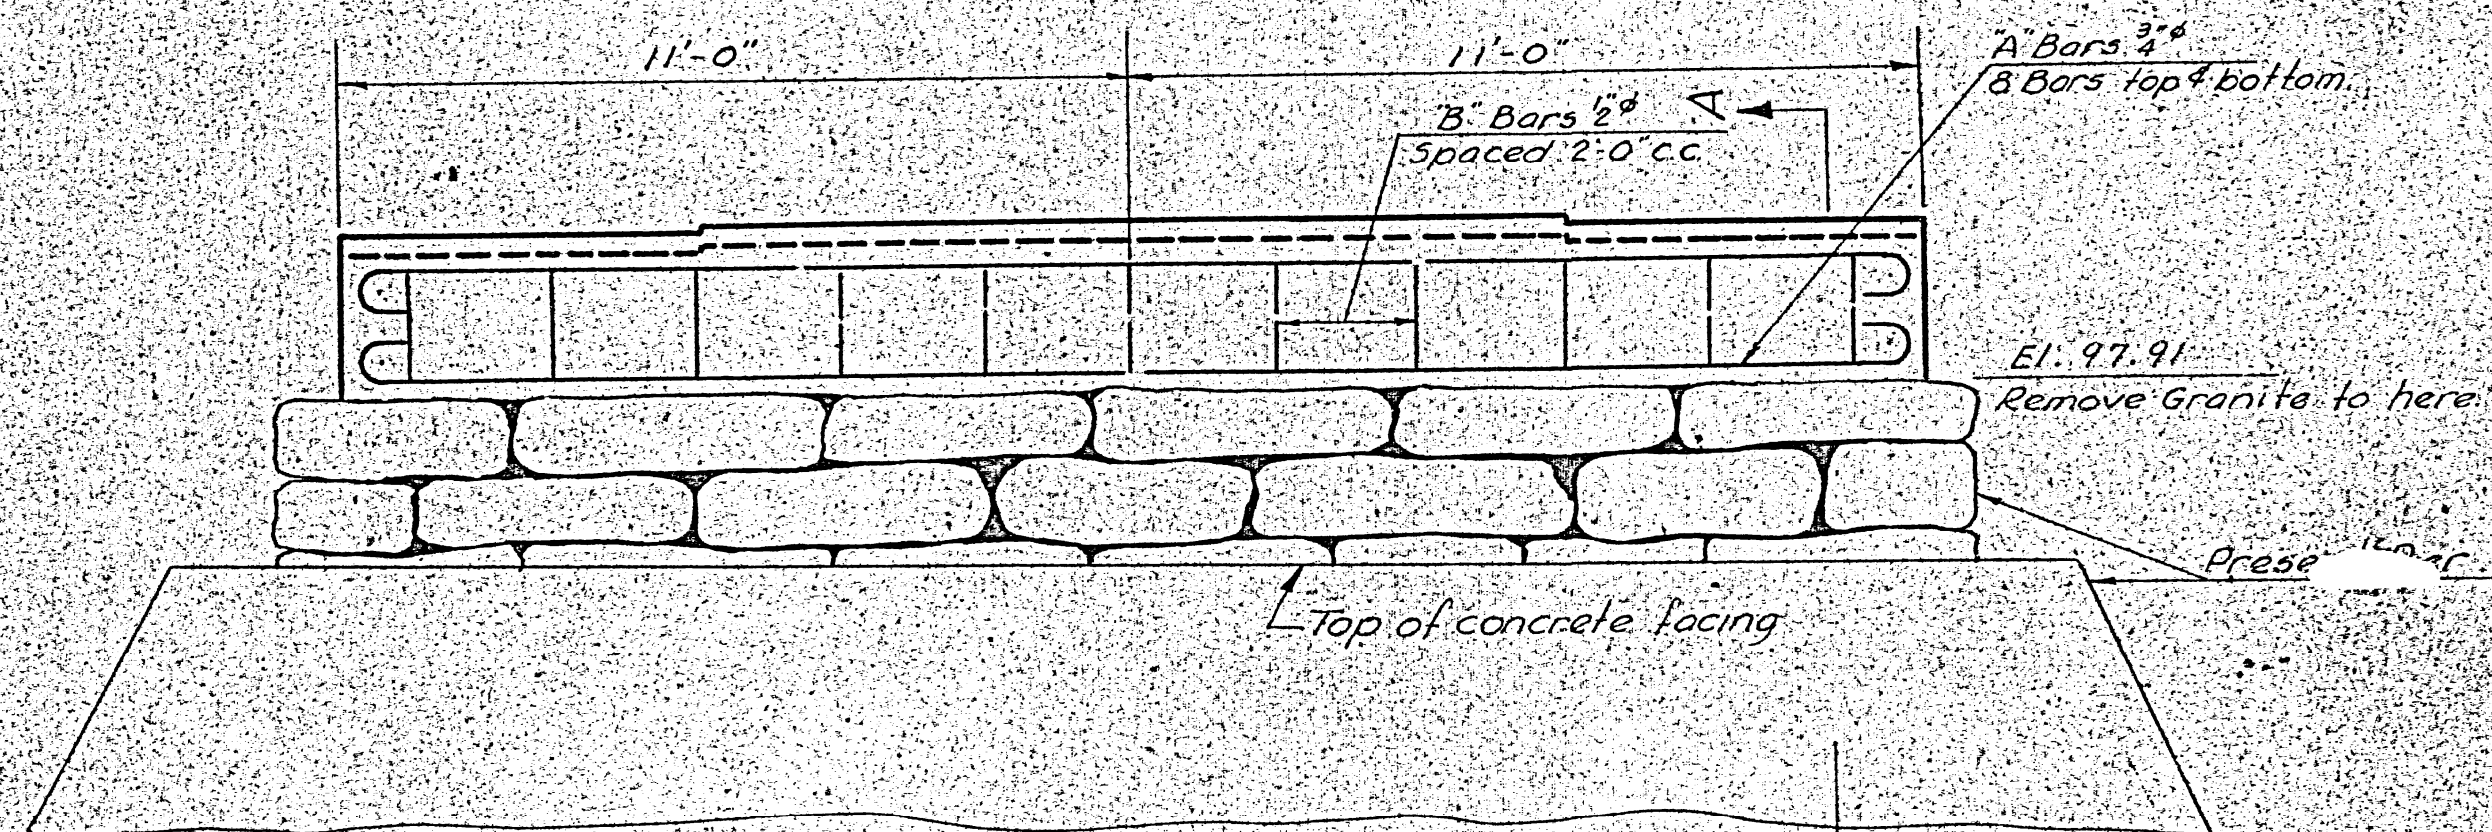 11'-0"
11'-0"
"A" Bars 3/4"ϕ
8 Bars top & bottom.
"B" Bars 1/2"ϕ
Spaced 2'-0" c.c.
A
El. 97.91
Remove Granite to here
Top of concrete facing